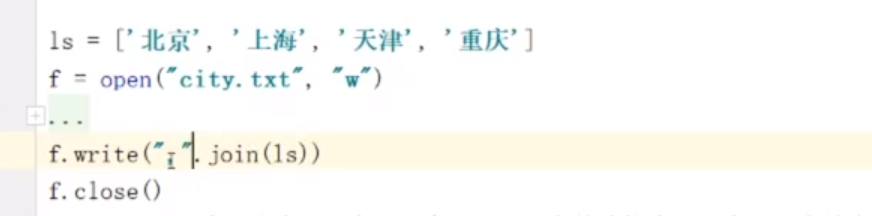 ls = ['北京', '上海', '天津', '重庆']
f = open("city.txt", "w")
...
f.write(",".join(ls))
f.close()